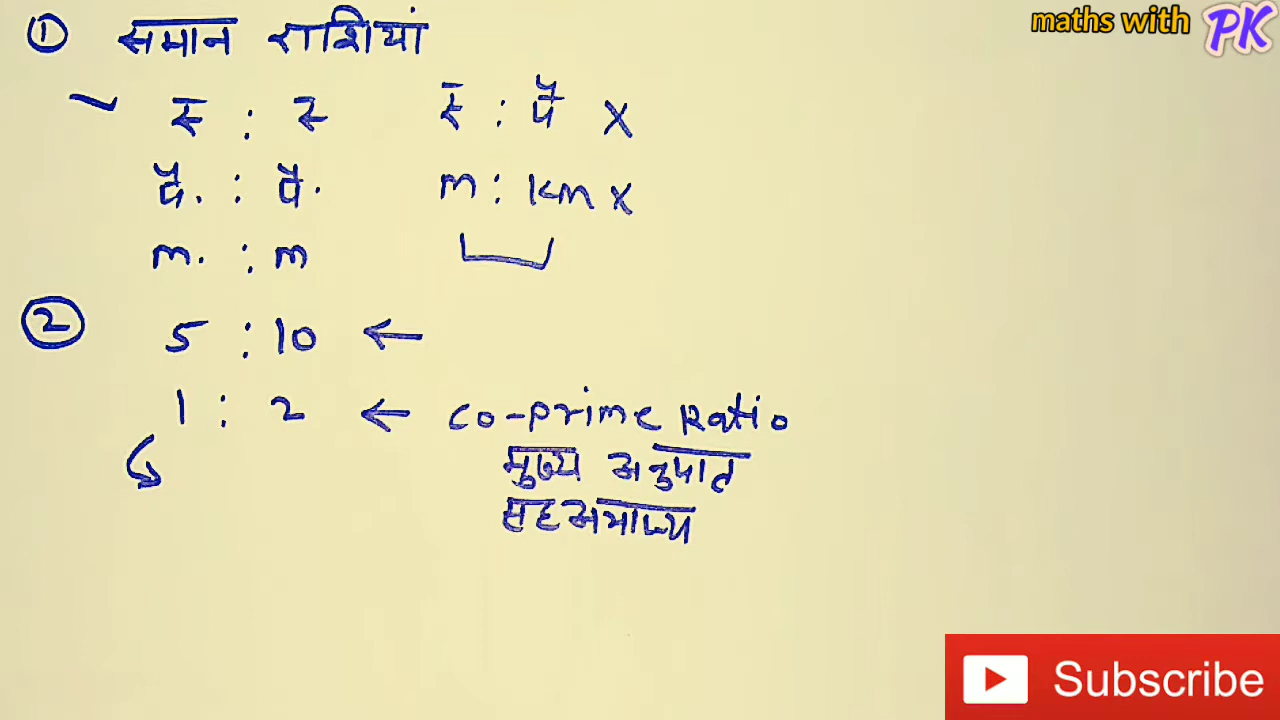 maths with PK
① समान राशियां
रु : रु रु : पै X
पै. : पै. m : km X
m. : m
② 5 : 10 ←
1 : 2 ← co-prime Ratio
मुख्य अनुपात
सहअभाज्य
Subscribe